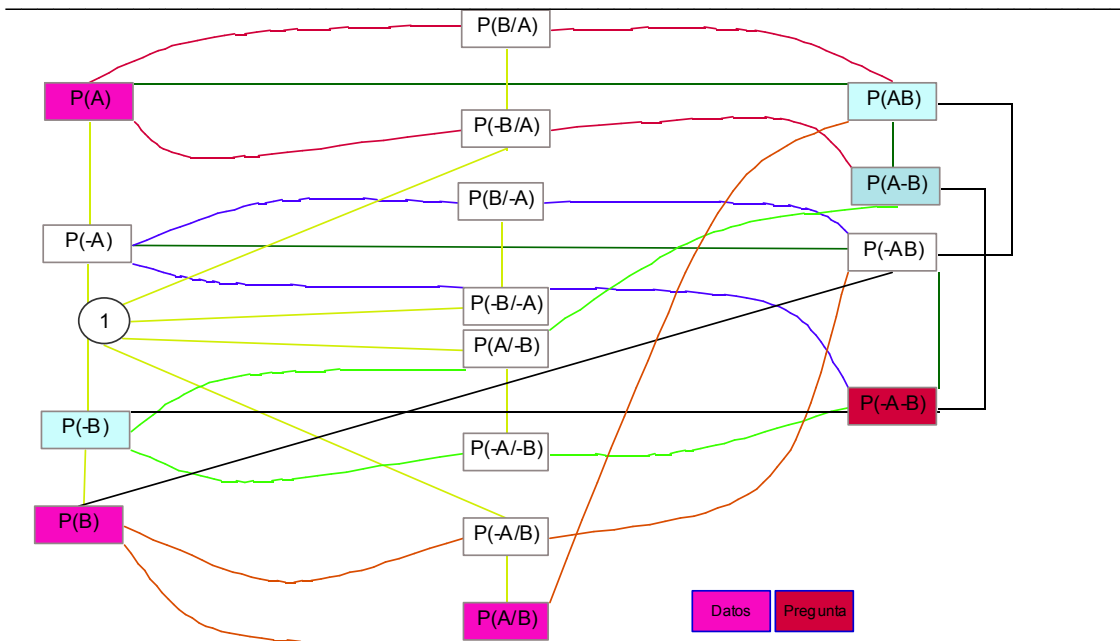 P(B/A)
P(A)
P(AB)
P(-B/A)
P(A-B)
P(B/-A)
P(-A)
P(-AB)
P(-B/-A)
1
P(A/-B)
P(-A-B)
P(-B)
P(-A/-B)
P(B)
P(-A/B)
P(A/B)
Datos
Pregunta